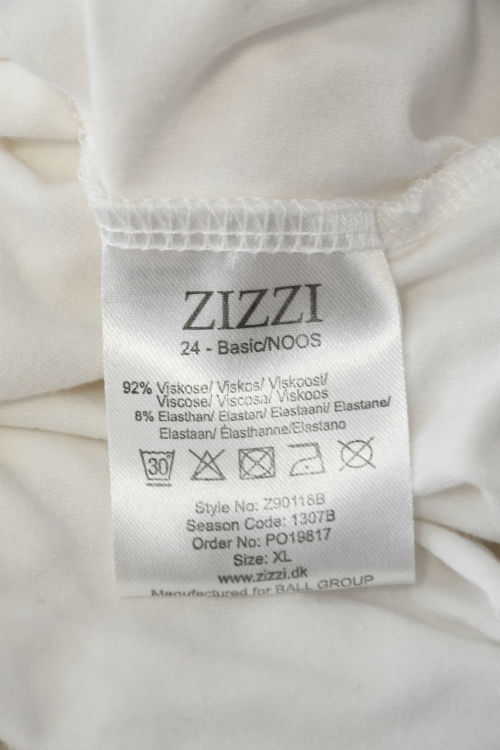 ZIZZI
24 - Basic/NOOS
92% Viskose/ Viskos/ Viskoosi/
Viscose/ Viscosa/ Viskoos
8% Elasthan/ Elastan/ Elastaani/ Elastane/
Elastaan/ Élasthanne/Elastano
30
Style No: Z90118B
Season Code: 1307B
Order No: PO19817
Size: XL
www.zizzi.dk
Manufactured for BALL GROUP